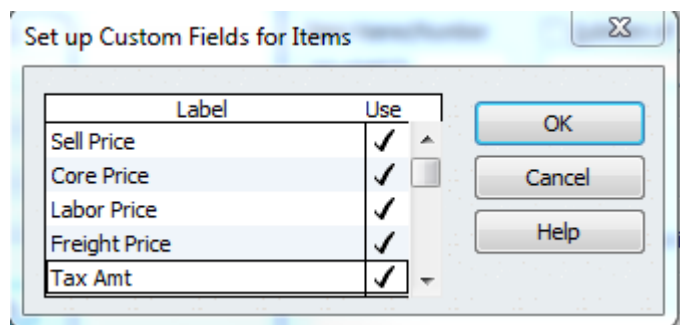 Set up Custom Fields for Items
Label Use
OK
Sell Price
Core Price
Cancel
Labor Price
Freight Price
Help
Tax Amt